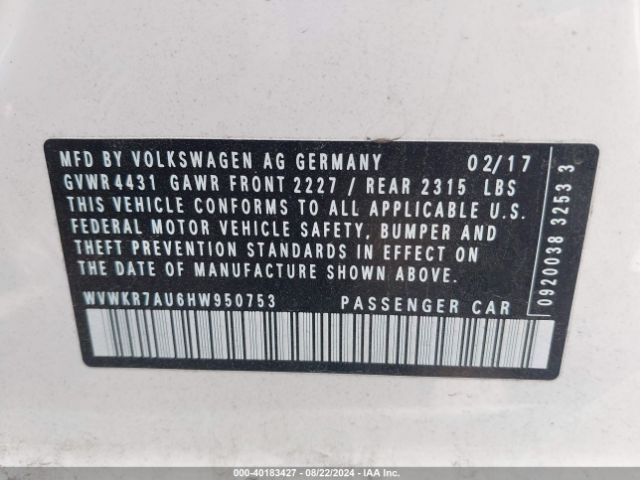 MFD BY VOLKSWAGEN AG GERMANY 02/17
GVWR 4431 GAWR FRONT 2227 / REAR 2315 LBS
THIS VEHICLE CONFORMS TO ALL APPLICABLE U.S.
FEDERAL MOTOR VEHICLE SAFETY, BUMPER AND
THEFT PREVENTION STANDARDS IN EFFECT ON
THE DATE OF MANUFACTURE SHOWN ABOVE.
WVWKR7AU6HW950753 PASSENGER CAR
0920038 3253 3
000-40183427 - 08/22/2024 - IAAI.COM